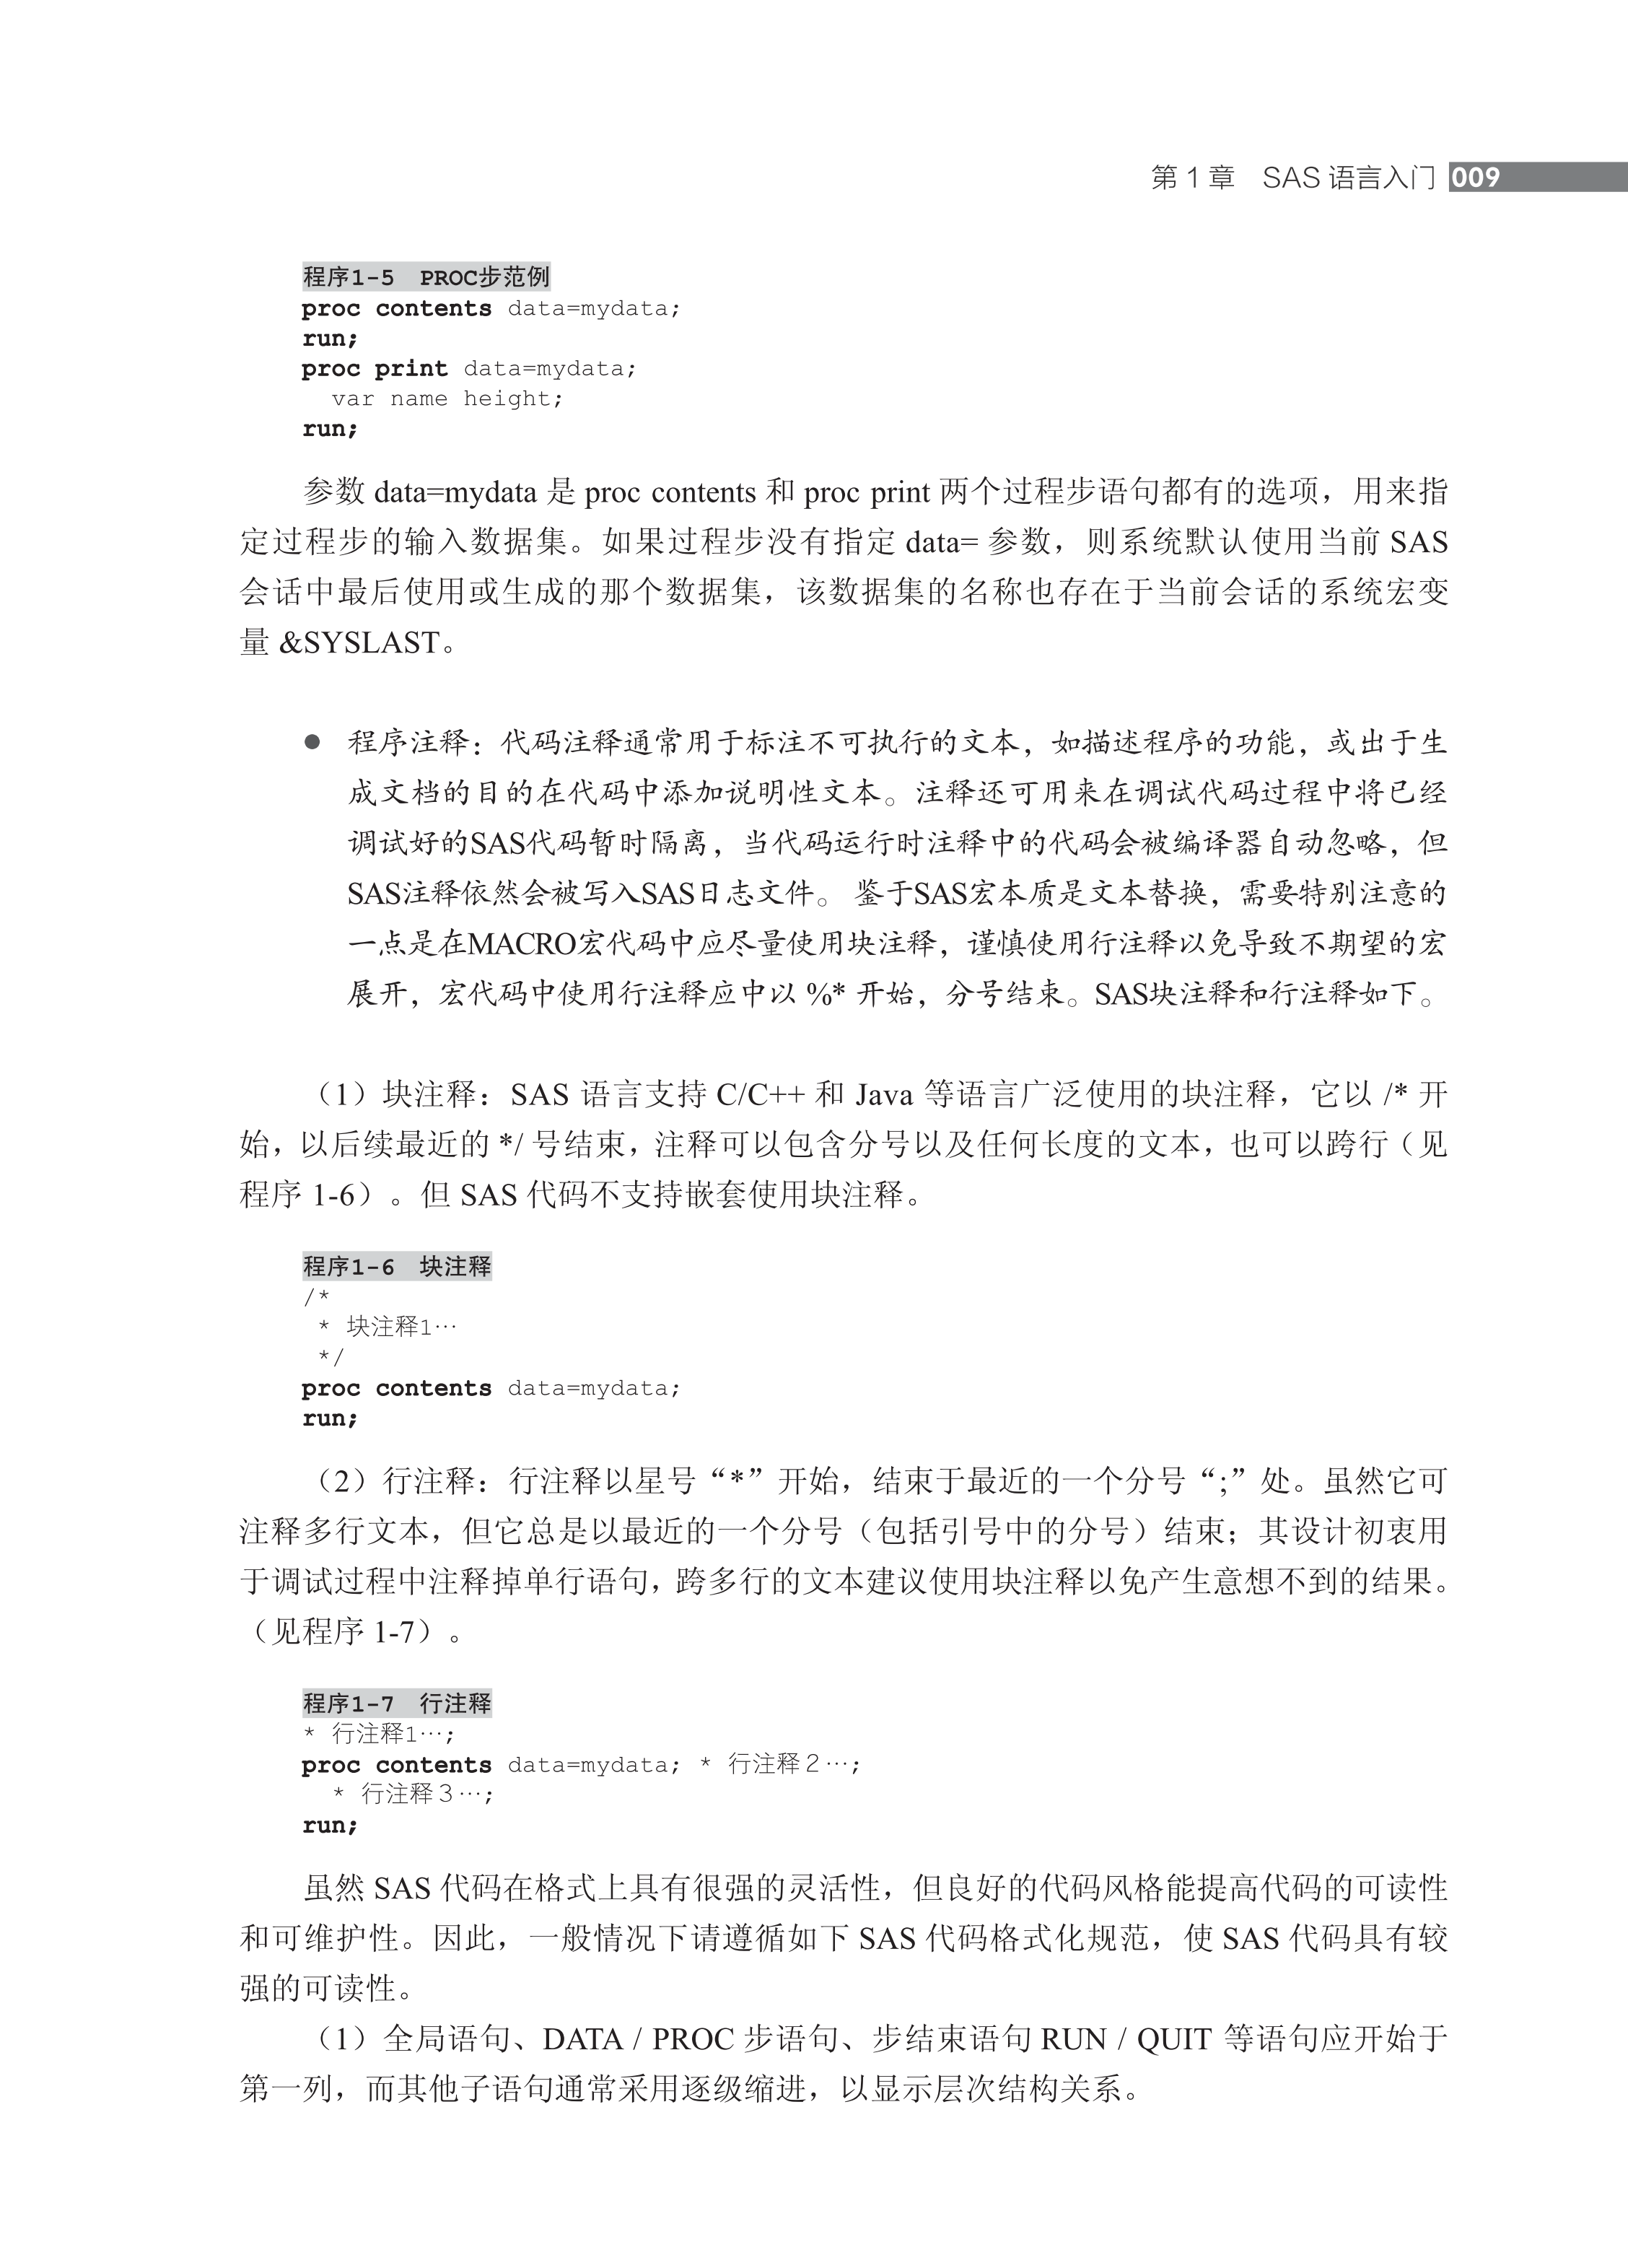 第 1 章　SAS 语言入门 009
程序1-5　PROC步范例
proc contents data=mydata;
run;
proc print data=mydata;
  var name height;
run;
参数 data=mydata 是 proc contents 和 proc print 两个过程步语句都有的选项，用来指
定过程步的输入数据集。如果过程步没有指定 data= 参数，则系统默认使用当前 SAS
会话中最后使用或生成的那个数据集，该数据集的名称也存在于当前会话的系统宏变
量 &SYSLAST。
● 程序注释：代码注释通常用于标注不可执行的文本，如描述程序的功能，或出于生
成文档的目的在代码中添加说明性文本。注释还可用来在调试代码过程中将已经
调试好的SAS代码暂时隔离，当代码运行时注释中的代码会被编译器自动忽略，但
SAS注释依然会被写入SAS日志文件。 鉴于SAS宏本质是文本替换，需要特别注意的
一点是在MACRO宏代码中应尽量使用块注释，谨慎使用行注释以免导致不期望的宏
展开，宏代码中使用行注释应中以 %* 开始，分号结束。SAS块注释和行注释如下。
（1）块注释：SAS 语言支持 C/C++ 和 Java 等语言广泛使用的块注释，它以 /* 开
始，以后续最近的 */ 号结束，注释可以包含分号以及任何长度的文本，也可以跨行（见
程序 1-6）。但 SAS 代码不支持嵌套使用块注释。
程序1-6　块注释
/*
 * 块注释1…
 */
proc contents data=mydata;
run;
（2）行注释：行注释以星号“*”开始，结束于最近的一个分号“;”处。虽然它可
注释多行文本，但它总是以最近的一个分号（包括引号中的分号）结束；其设计初衷用
于调试过程中注释掉单行语句，跨多行的文本建议使用块注释以免产生意想不到的结果。
（见程序 1-7）。
程序1-7　行注释
* 行注释1…;
proc contents data=mydata; * 行注释２…;
  * 行注释３…;
run;
虽然 SAS 代码在格式上具有很强的灵活性，但良好的代码风格能提高代码的可读性
和可维护性。因此，一般情况下请遵循如下 SAS 代码格式化规范，使 SAS 代码具有较
强的可读性。
（1）全局语句、DATA / PROC 步语句、步结束语句 RUN / QUIT 等语句应开始于
第一列，而其他子语句通常采用逐级缩进，以显示层次结构关系。